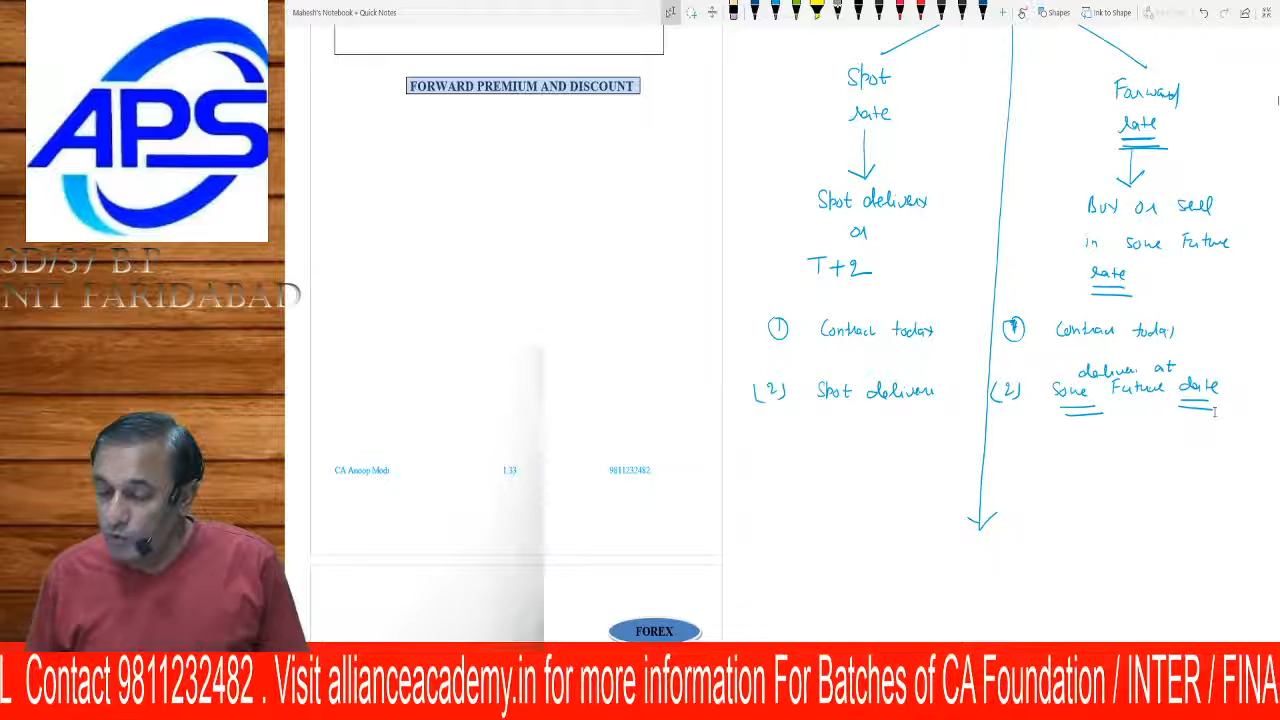 Mahesh's Notebook + Quick Notes
Shapes
Ink to Shape
APS
3D/37 B.P.
NIT FARIDABAD
FORWARD PREMIUM AND DISCOUNT
CA Anoop Modi
1.33
9811232482
FOREX
Spot
rate
Spot delivery
or
T+2
① Contract today
(2) Spot delivery
Forward
rate
Buy or sell
in some Future
rate
① Contract today
deliver at
(2) Some Future date
L Contact 9811232482 . Visit allianceacademy.in for more information For Batches of CA Foundation / INTER / FINA